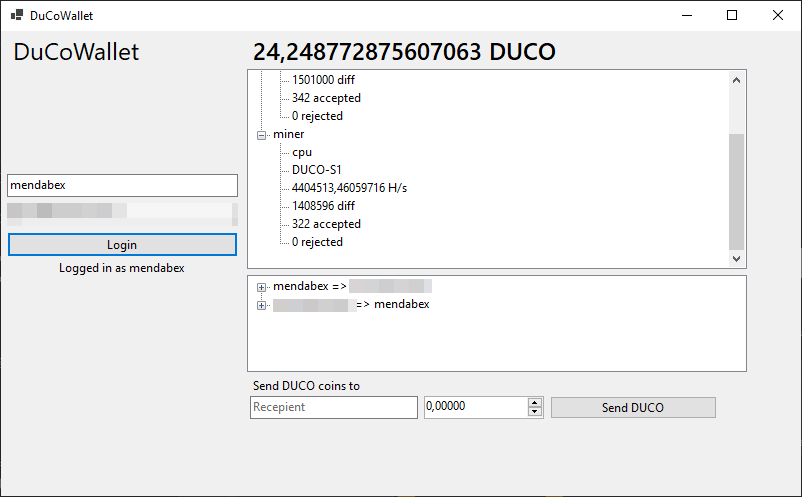 DuCoWallet
DuCoWallet
24,248772875607063 DUCO
1501000 diff
342 accepted
0 rejected
miner
cpu
DUCO-S1
4404513,46059716 H/s
1408596 diff
322 accepted
0 rejected
mendabex
Login
Logged in as mendabex
mendabex =>
=> mendabex
Send DUCO coins to
Recepient
0,00000
Send DUCO